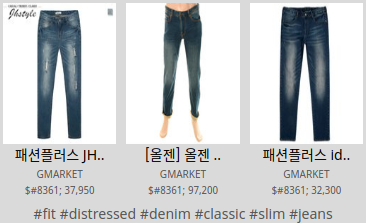 Jhstyle
패션플러스 JH..
[올젠] 올젠 ..
패션플러스 id..
GMARKET
GMARKET
GMARKET
$#8361; 37,950
$#8361; 97,200
$#8361; 32,300
#fit #distressed #denim #classic #slim #jeans